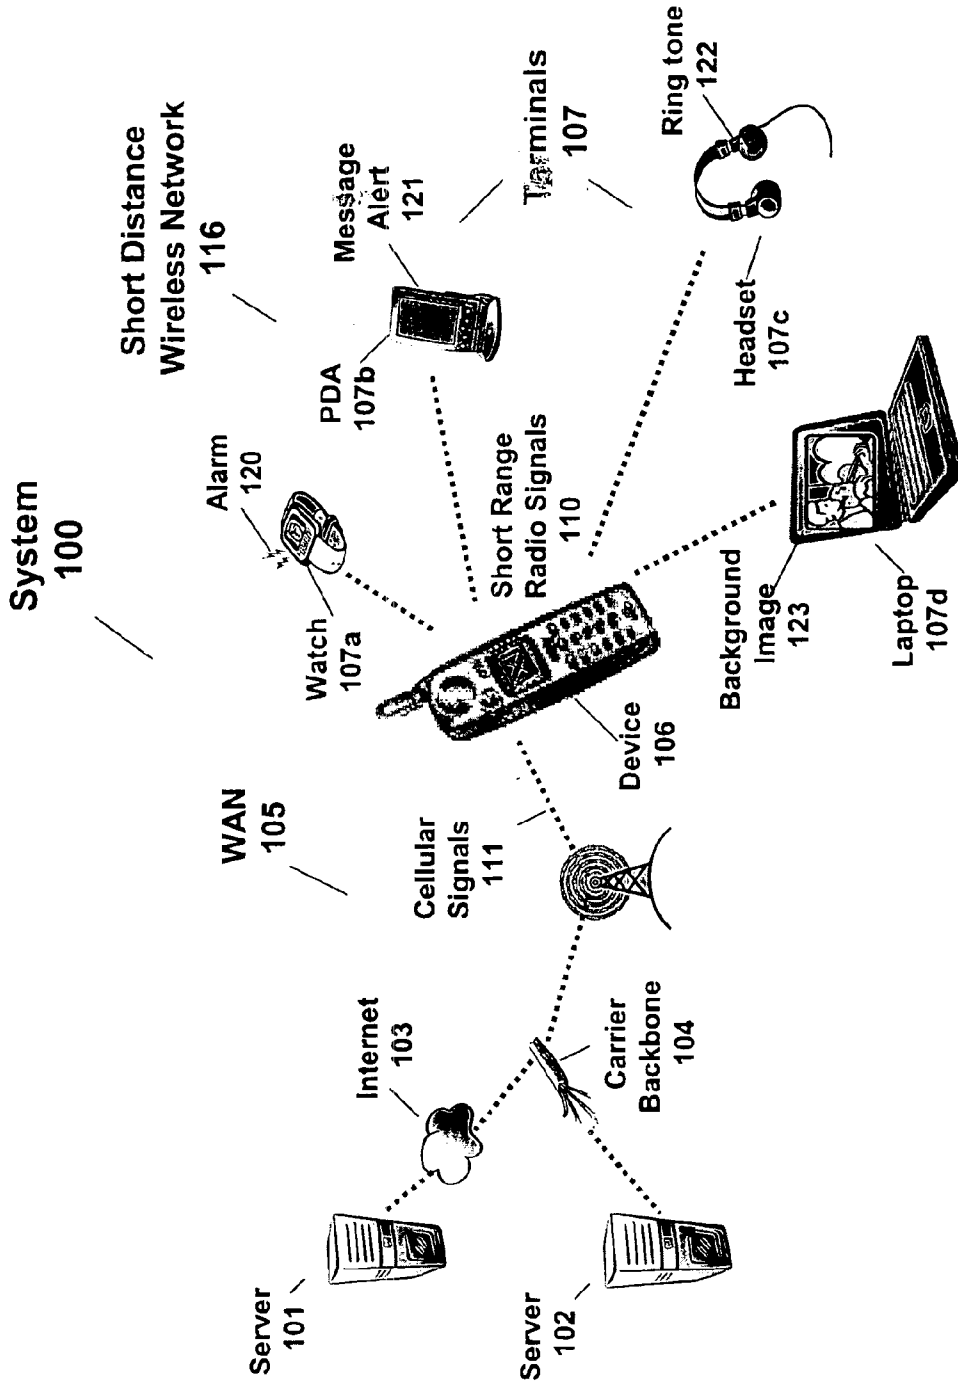 System
100
Short Distance
Wireless Network
116
WAN
105
Alarm
120
Watch
107a
PDA
107b
Message
Alert
121
Terminals
107
Ring tone
122
Headset
107c
Short Range
Radio Signals
110
Background
Image
123
Laptop
107d
Device
106
Cellular
Signals
111
Internet
103
Carrier
Backbone
104
Server
101
Server
102